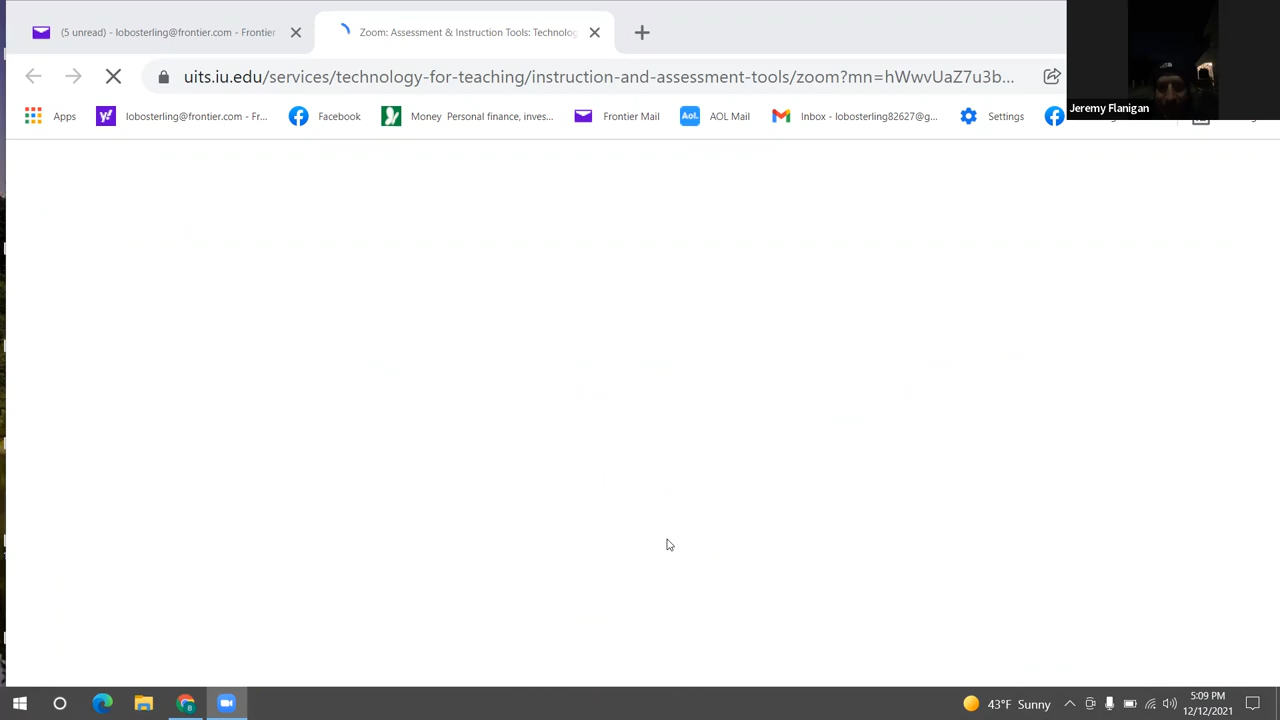 (5 unread) - lobosterling@frontier.com - Frontier
Zoom: Assessment & Instruction Tools: Technolog
uits.iu.edu/services/technology-for-teaching/instruction-and-assessment-tools/zoom?mn=hWwvUaZ7u3b...
Apps
lobosterling@frontier.com - Fr...
Facebook
Money Personal finance, inves...
Frontier Mail
Aol.
AOL Mail
Inbox - lobosterling82627@g...
Settings
Jeremy Flanigan
43°F Sunny
5:09 PM
12/12/2021